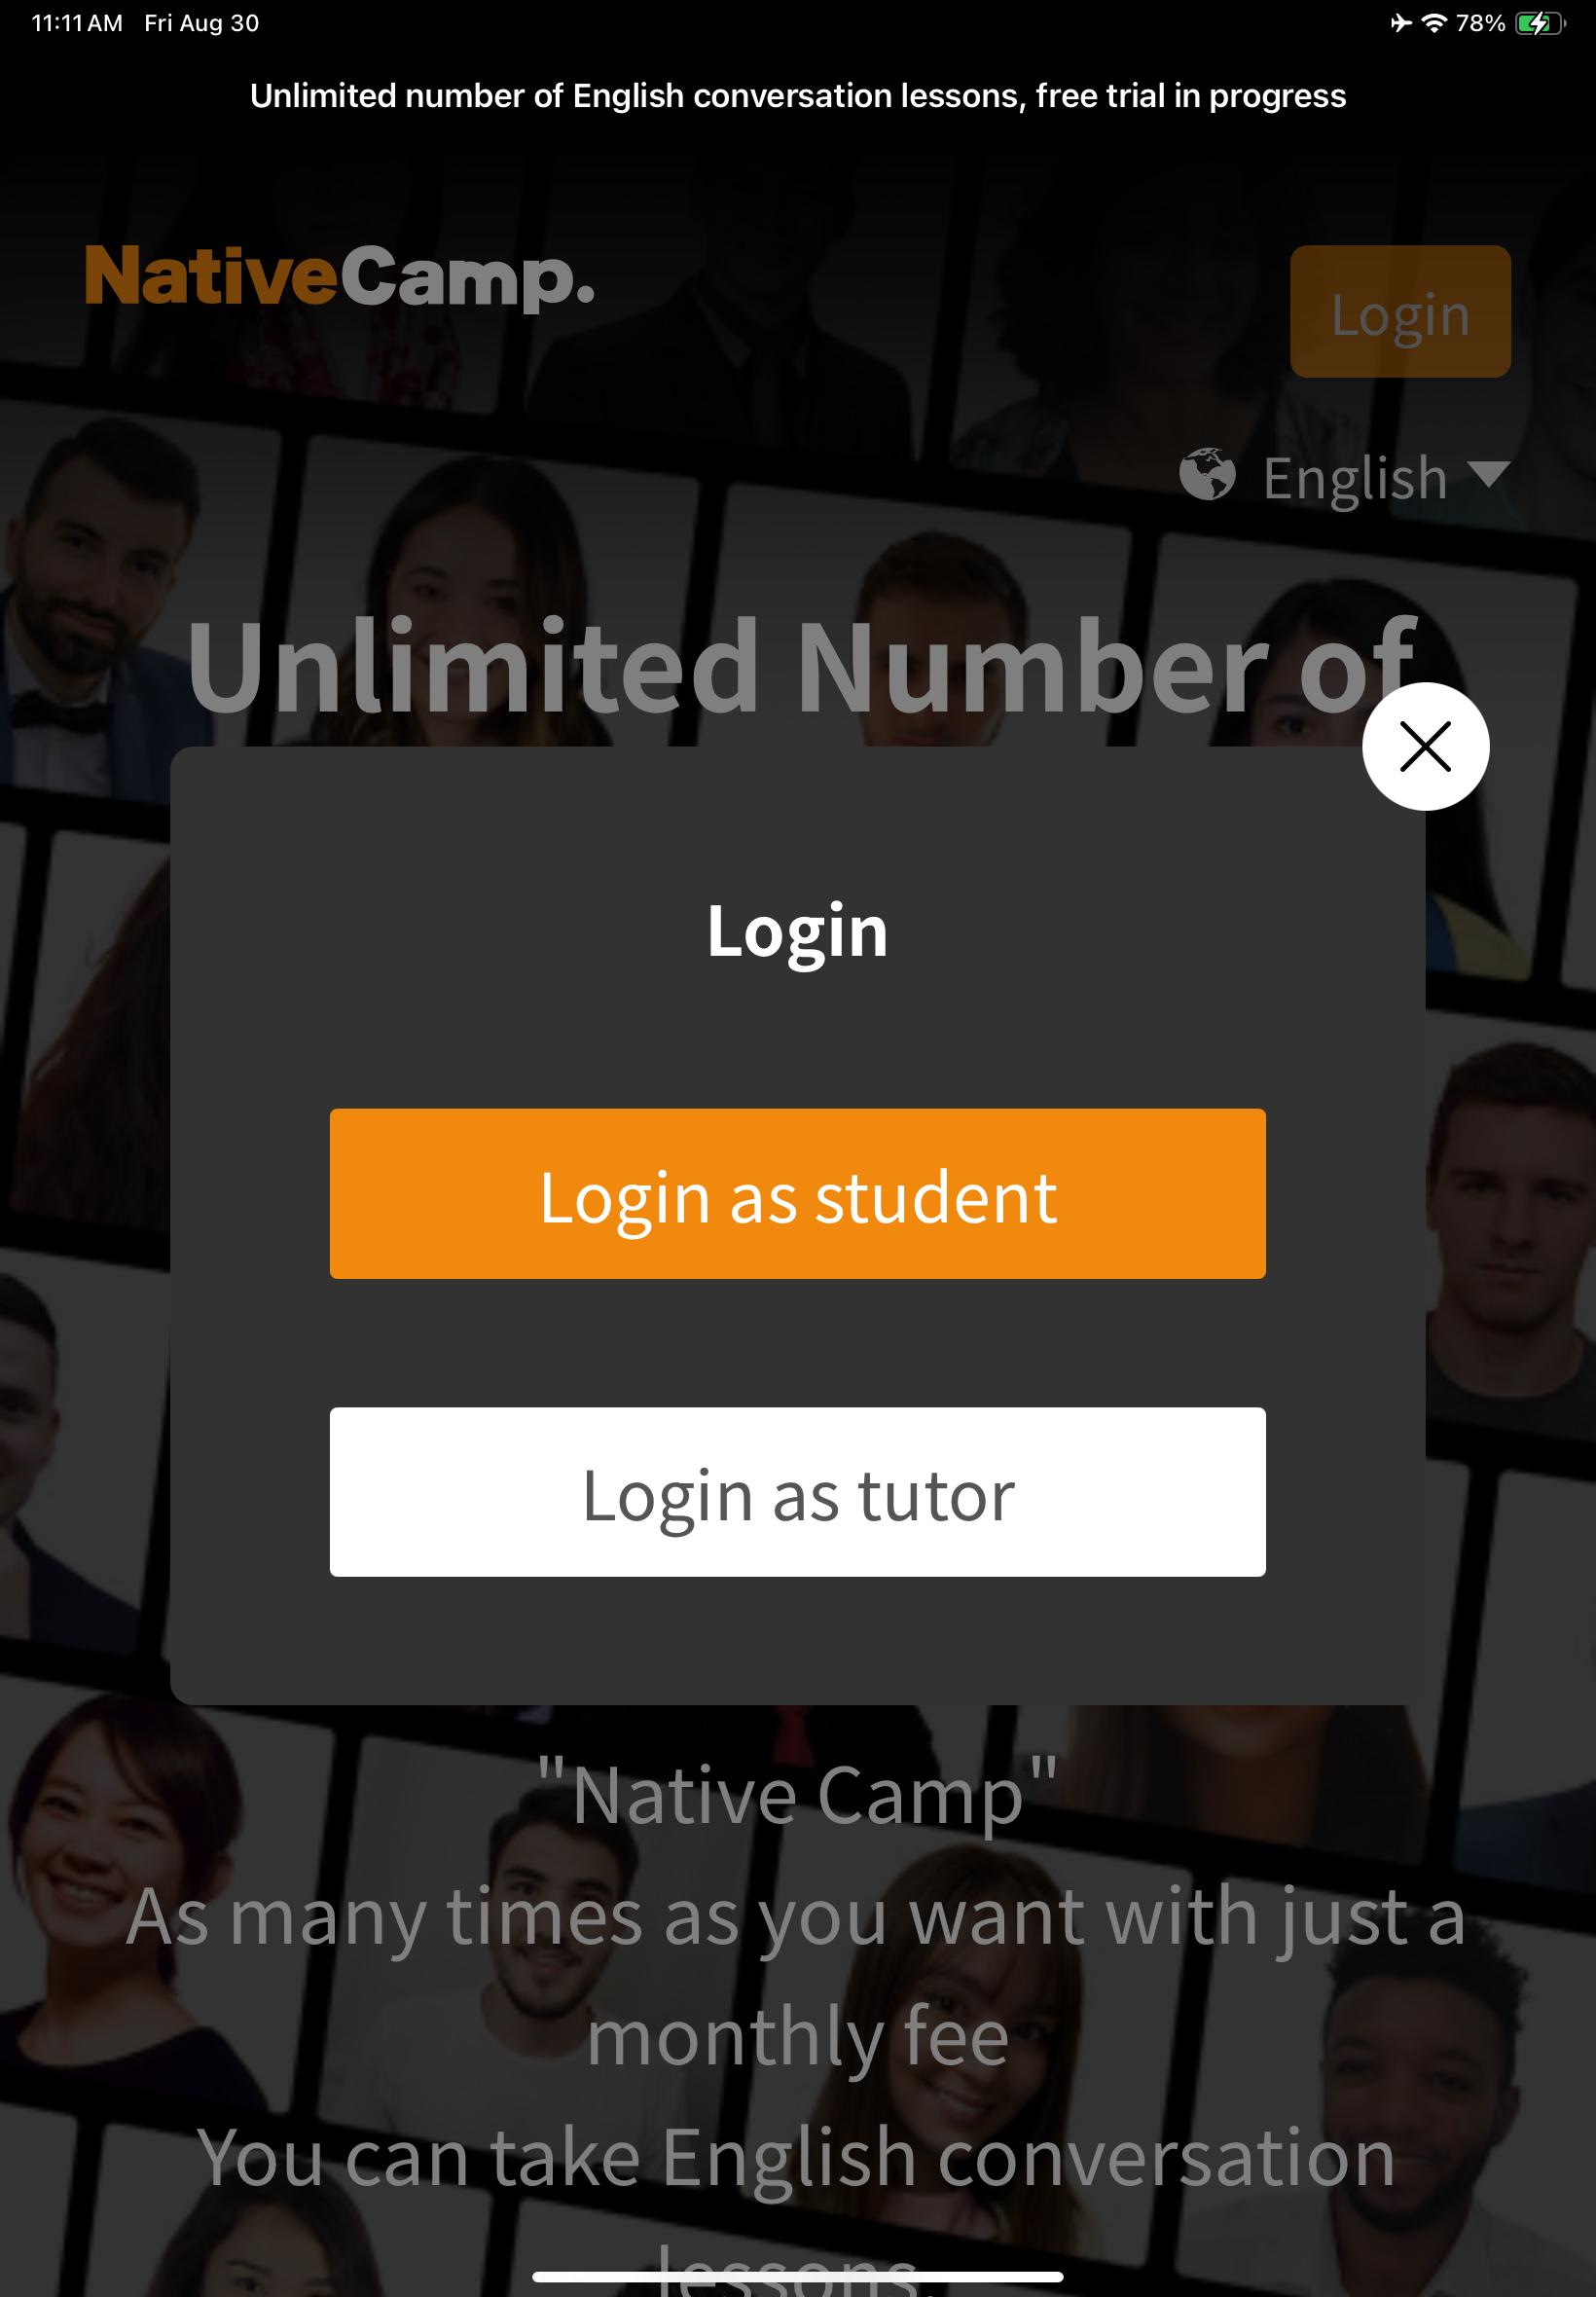 11:11 AM Fri Aug 30
78%
Unlimited number of English conversation lessons, free trial in progress
NativeCamp.
Login
English
Unlimited Number of
Login
Login as student
Login as tutor
"Native Camp"
As many times as you want with just a
monthly fee
You can take English conversation
lessons.